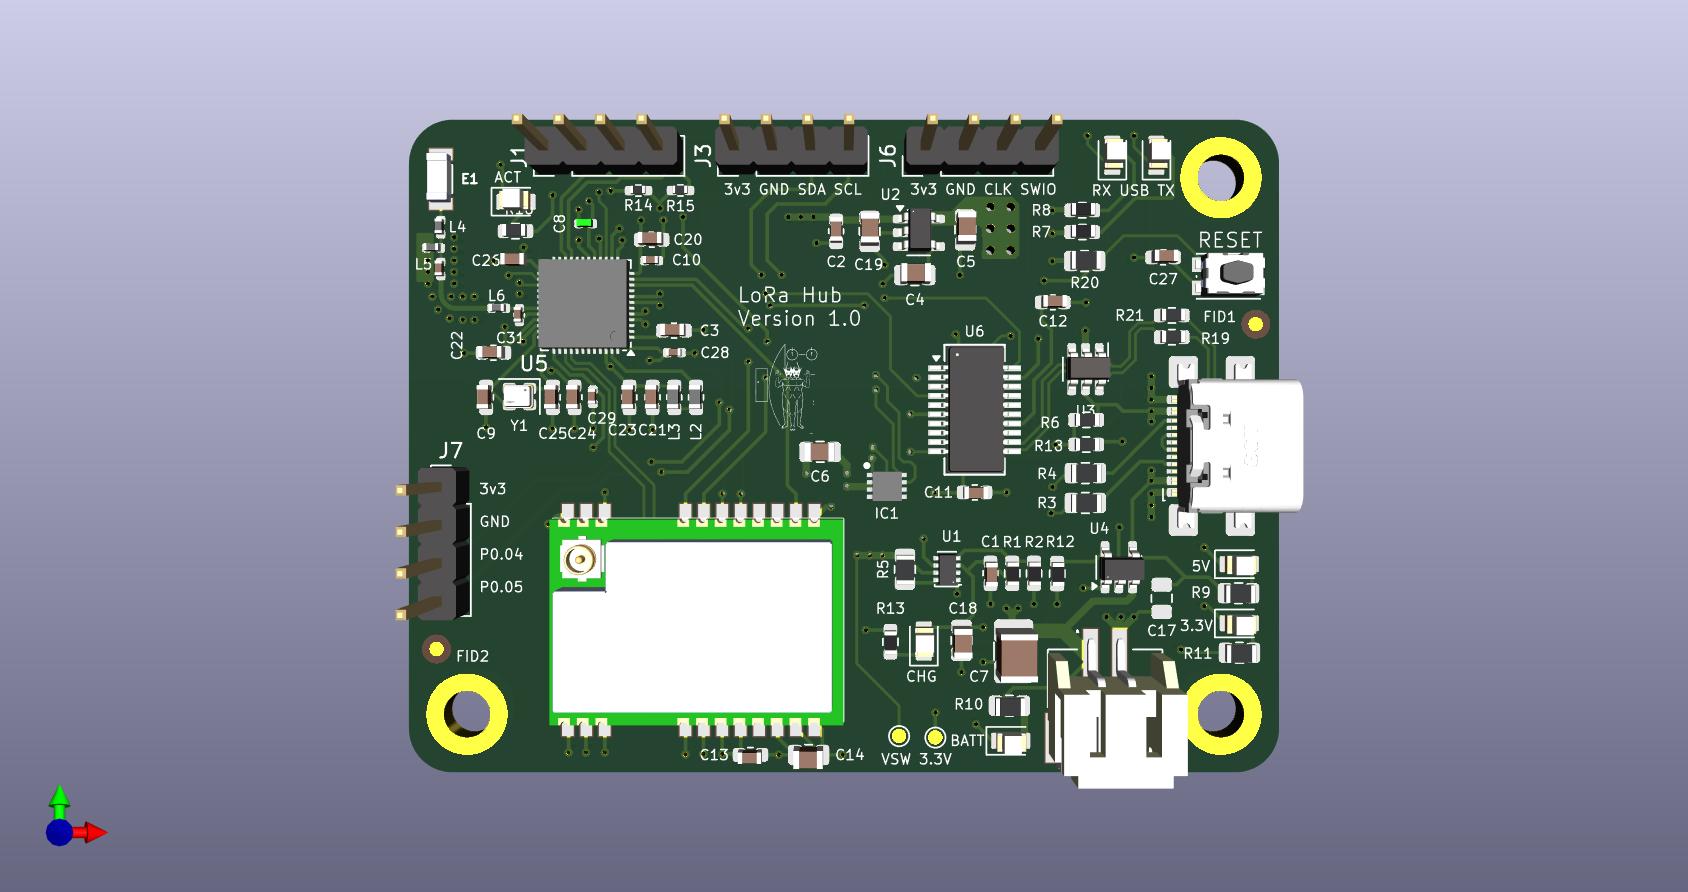 J1
J3
J6
E1
ACT
R14
R15
3v3 GND SDA SCL
U2
3v3 GND CLK SWIO
RX USB TX
C8
L4
L5
C20
C10
C2
C19
C5
C4
R8
R7
R20
C27
RESET
L6
C31
C22
C3
C28
LoRa Hub
Version 1.0
C12
R21
FID1
R19
U5
U6
U3
Y1
C9
C25
C24
C29
C23
C21
L3
L2
R6
R13
R4
R3
C6
C11
IC1
J7
3v3
GND
P0.04
P0.05
FID2
U4
U1
R5
C1
R1
R2
R12
5V
R9
3.3V
R11
C17
R13
C18
CHG
C7
R10
BATT
VSW 3.3V
C13
C14